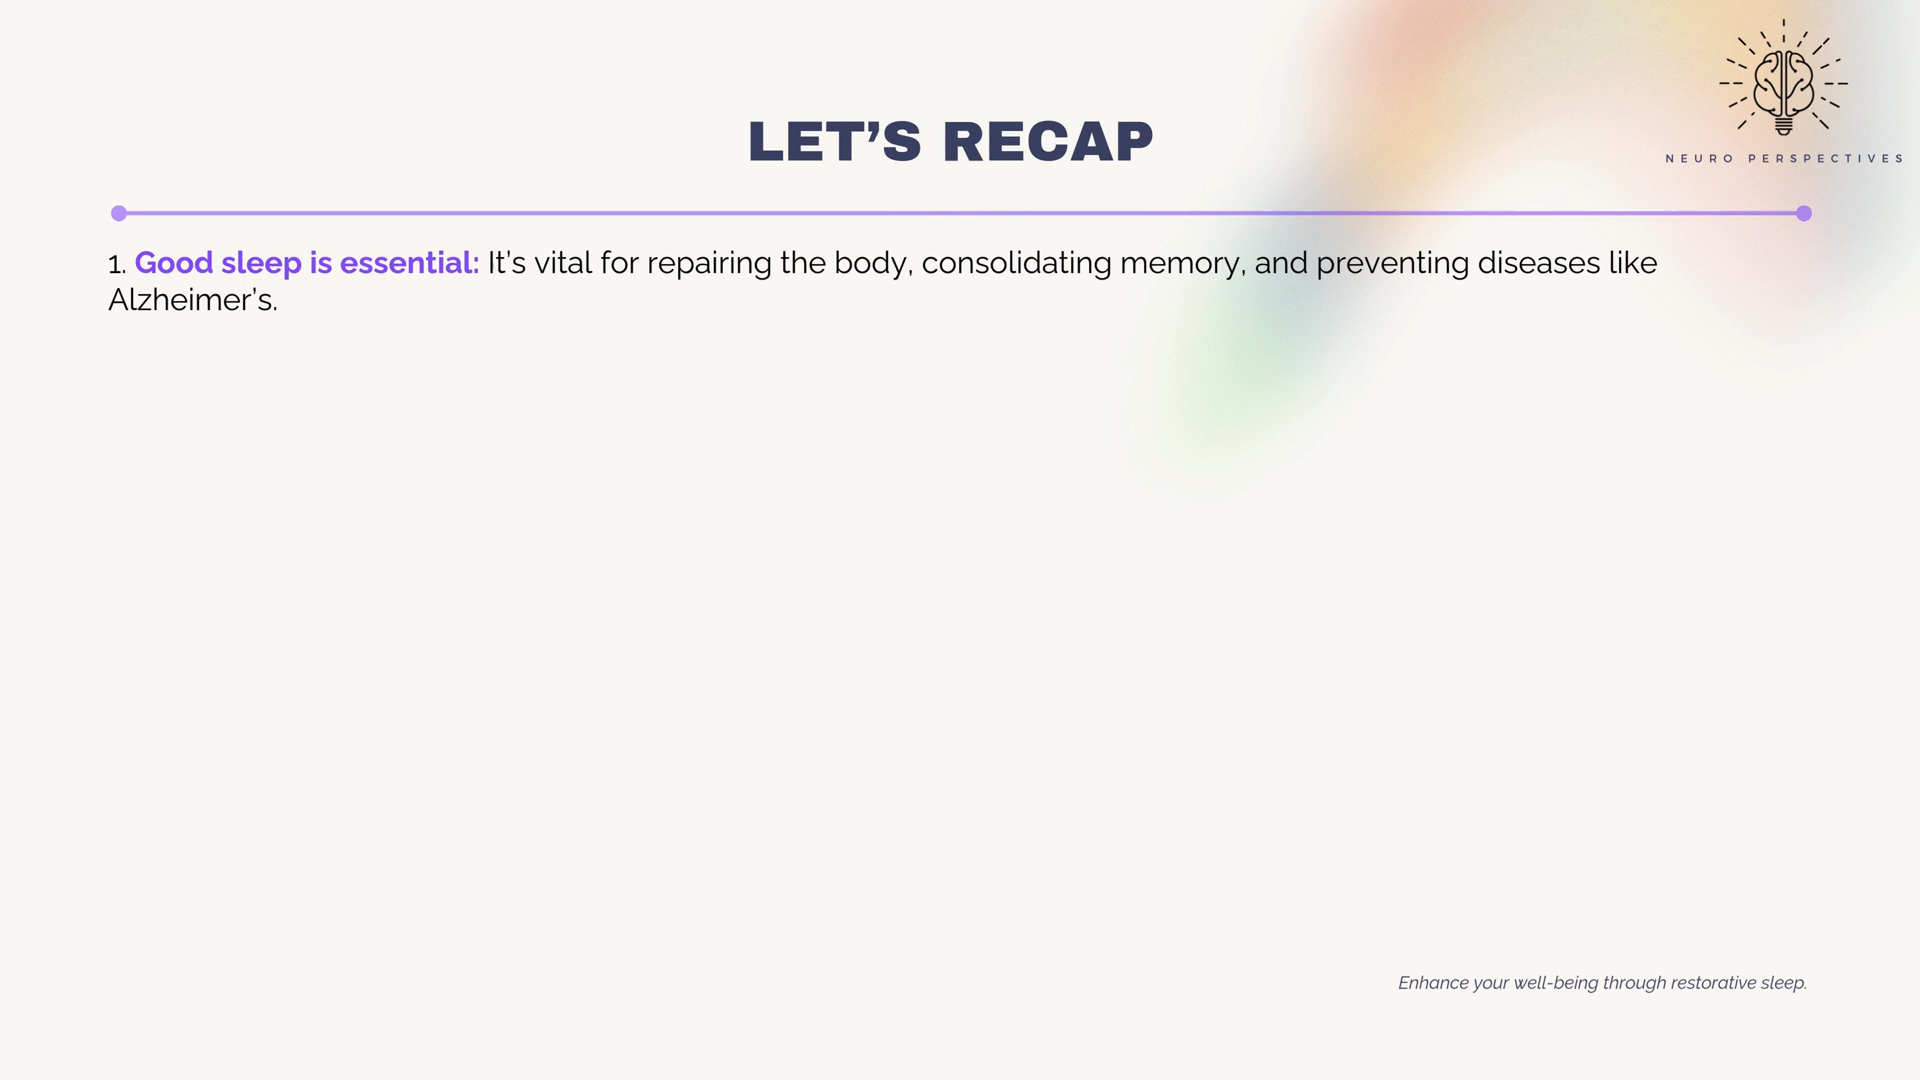 NEURO PERSPECTIVES
LET’S RECAP
1. Good sleep is essential: It’s vital for repairing the body, consolidating memory, and preventing diseases like
Alzheimer’s.
Enhance your well-being through restorative sleep.